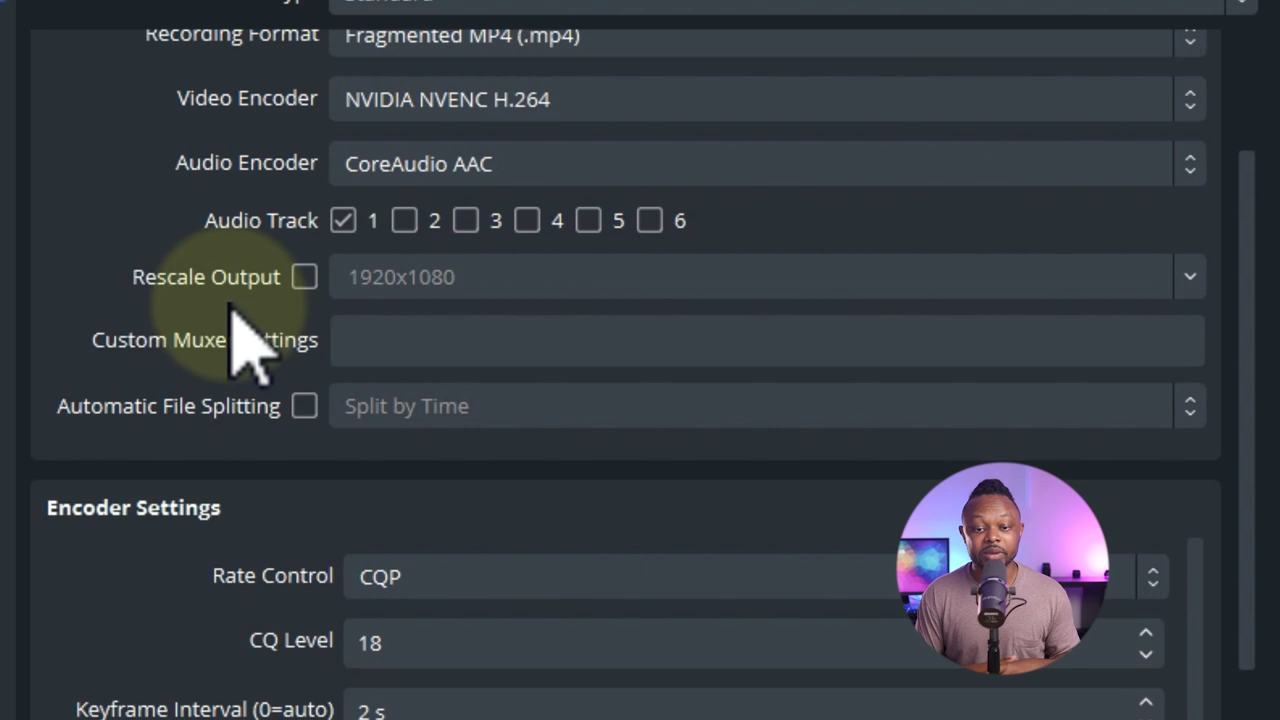 Recording Format Fragmented MP4 (.mp4)
Video Encoder NVIDIA NVENC H.264
Audio Encoder CoreAudio AAC
Audio Track 1 2 3 4 5 6
Rescale Output 1920x1080
Custom Muxe ttings
Automatic File Splitting Split by Time
Encoder Settings
Rate Control CQP
CQ Level 18
Keyframe Interval (0=auto) 2 s